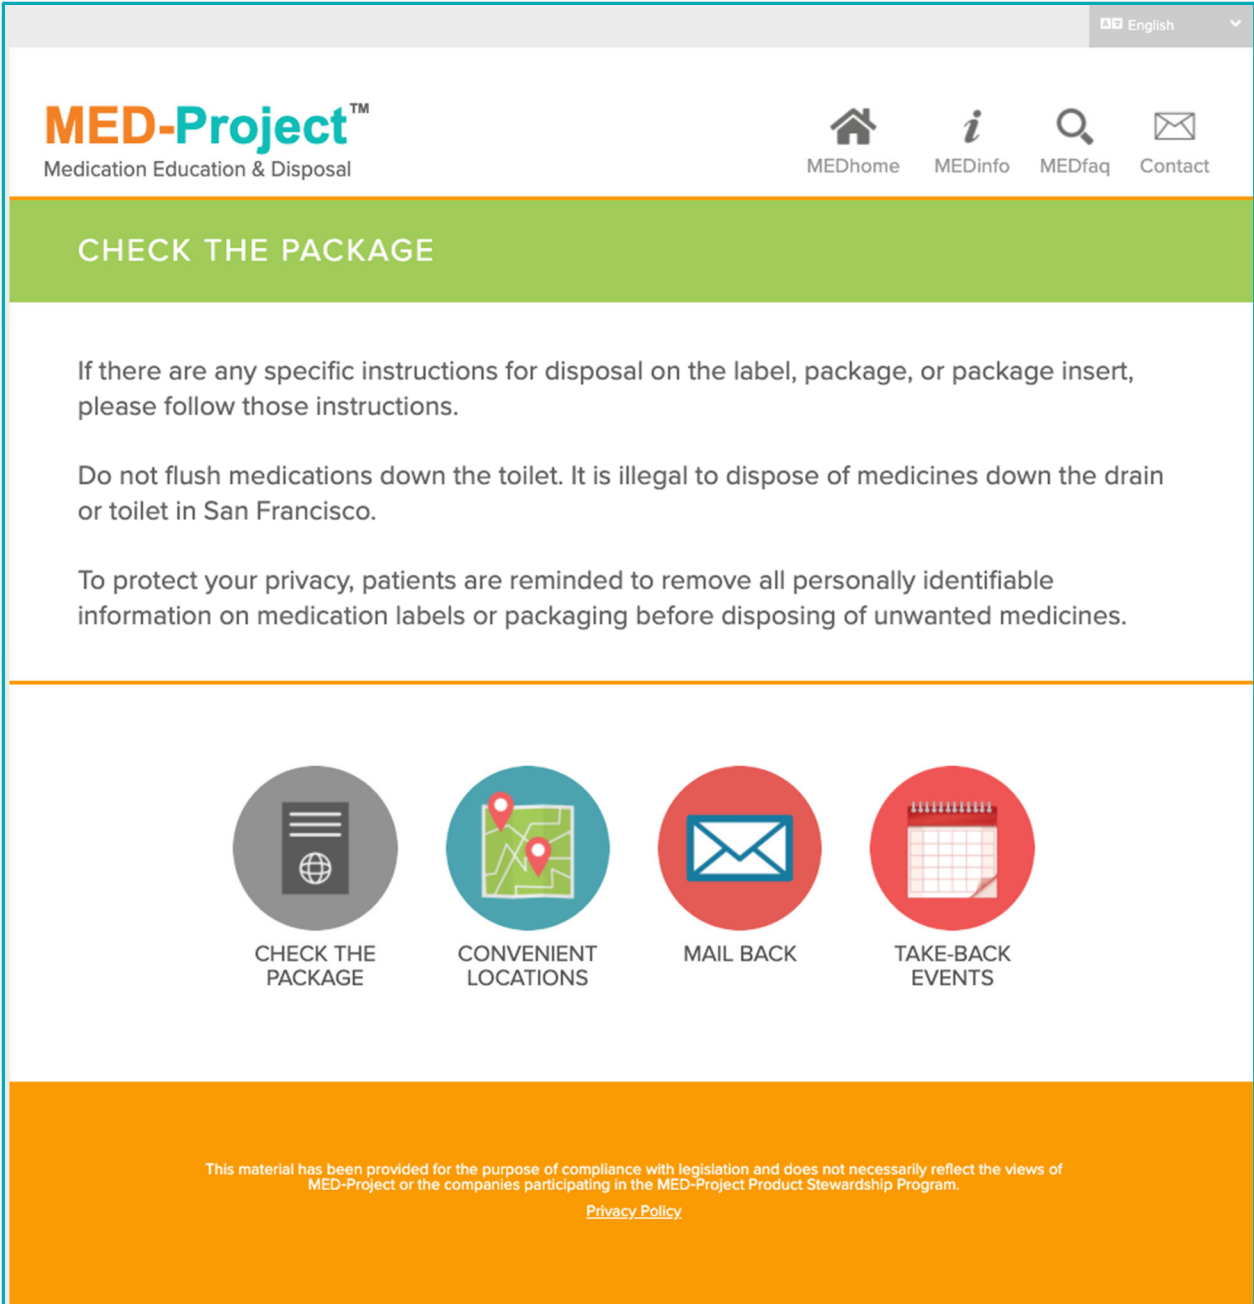 English
MED-Project™
Medication Education & Disposal
MEDhome
MEDinfo
MEDfaq
Contact
CHECK THE PACKAGE
If there are any specific instructions for disposal on the label, package, or package insert,
please follow those instructions.
Do not flush medications down the toilet. It is illegal to dispose of medicines down the drain
or toilet in San Francisco.
To protect your privacy, patients are reminded to remove all personally identifiable
information on medication labels or packaging before disposing of unwanted medicines.
CHECK THE
PACKAGE
CONVENIENT
LOCATIONS
MAIL BACK
TAKE-BACK
EVENTS
This material has been provided for the purpose of compliance with legislation and does not necessarily reflect the views of
MED-Project or the companies participating in the MED-Project Product Stewardship Program.
Privacy Policy